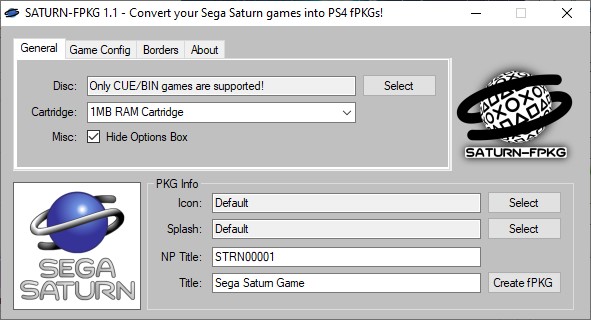 SATURN-FPKG 1.1 - Convert your Sega Saturn games into PS4 fPKGs!
General Game Config Borders About
Disc: Only CUE/BIN games are supported! Select
Cartridge: 1MB RAM Cartridge
Misc: Hide Options Box
SATURN-FPKG
PKG Info
Icon: Default Select
Splash: Default Select
NP Title: STRN00001
Title: Sega Saturn Game Create fPKG
SEGA
SATURN